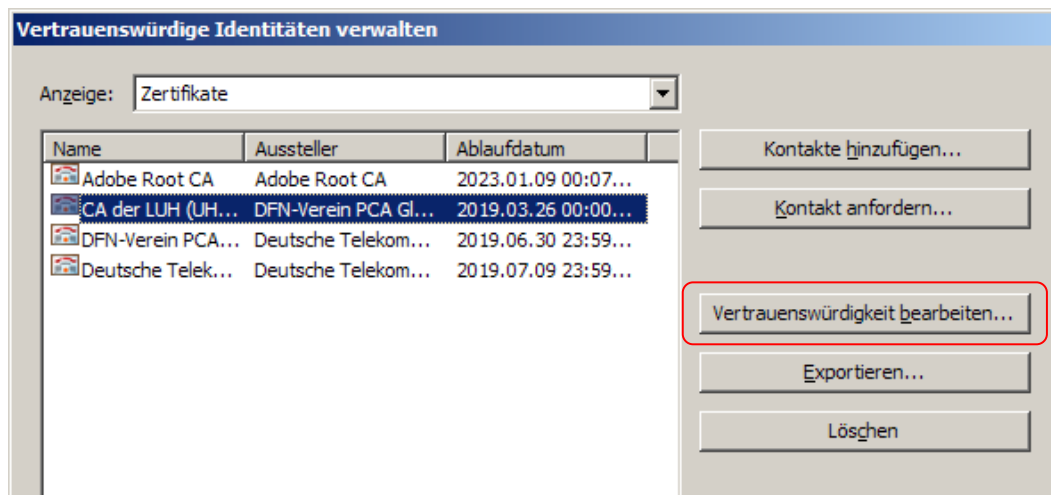 Vertrauenswürdige Identitäten verwalten
Anzeige: Zertifikate
Name Aussteller Ablaufdatum
Adobe Root CA Adobe Root CA 2023.01.09 00:07...
CA der LUH (UH... DFN-Verein PCA Gl... 2019.03.26 00:00...
DFN-Verein PCA... Deutsche Telekom... 2019.06.30 23:59...
Deutsche Telek... Deutsche Telekom... 2019.07.09 23:59...
Kontakte hinzufügen...
Kontakt anfordern...
Vertrauenswürdigkeit bearbeiten...
Exportieren...
Löschen